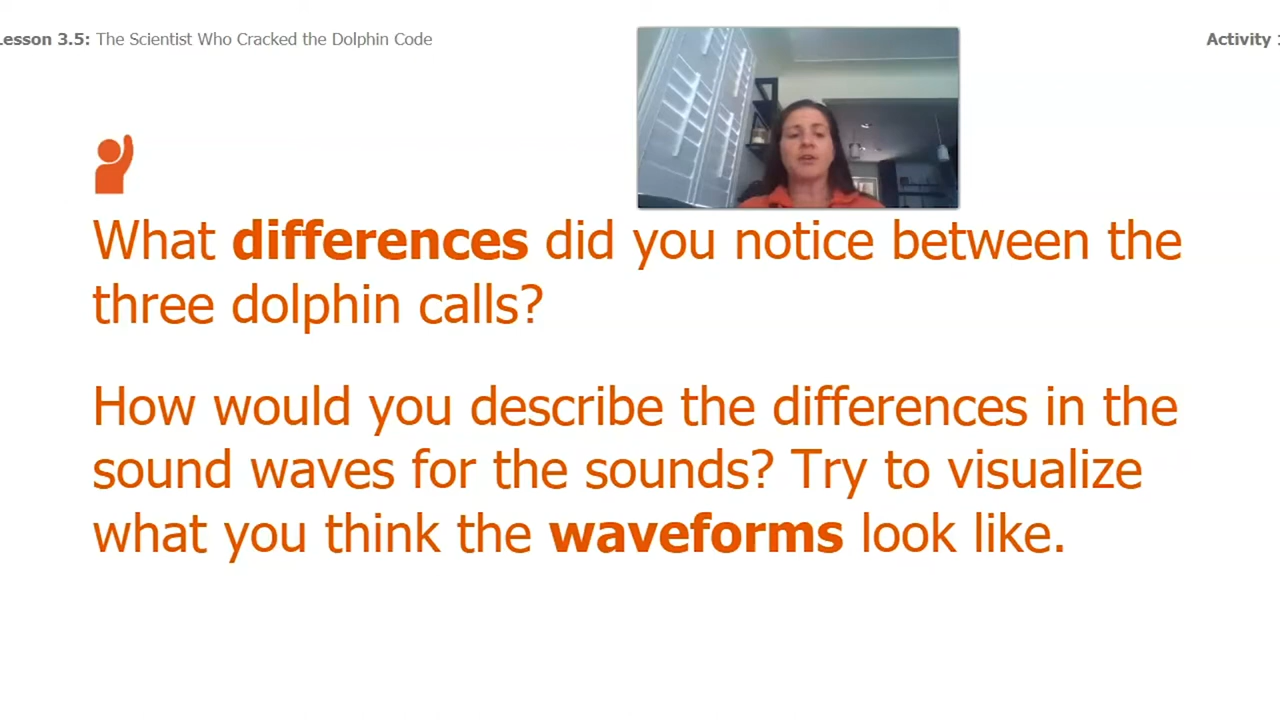 Lesson 3.5: The Scientist Who Cracked the Dolphin Code
Activity
What differences did you notice between the
three dolphin calls?
How would you describe the differences in the
sound waves for the sounds? Try to visualize
what you think the waveforms look like.